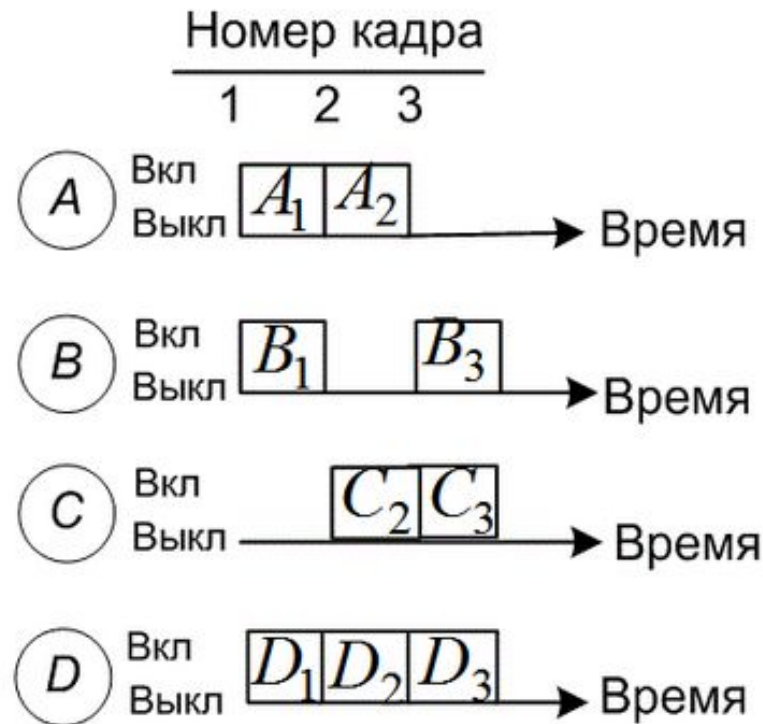 Номер кадра
1 2 3
A Вкл
Выкл A₁ A₂ Время
B Вкл
Выкл B₁ B₃ Время
C Вкл
Выкл C₂ C₃ Время
D Вкл
Выкл D₁ D₂ D₃ Время